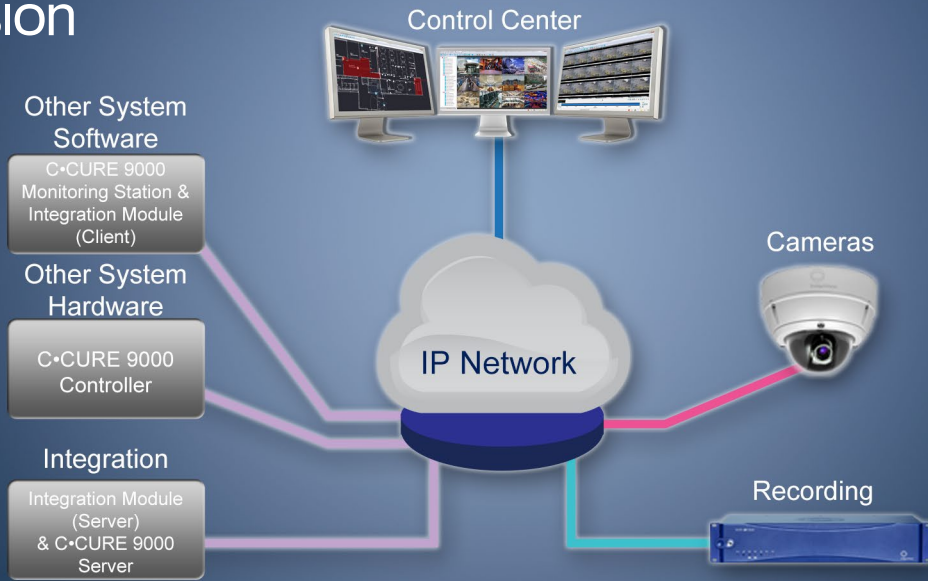 Control Center
Other System
Software
C•CURE 9000
Monitoring Station &
Integration Module
(Client)
Other System
Hardware
C•CURE 9000
Controller
Integration
Integration Module
(Server)
& C•CURE 9000
Server
IP Network
Cameras
Recording